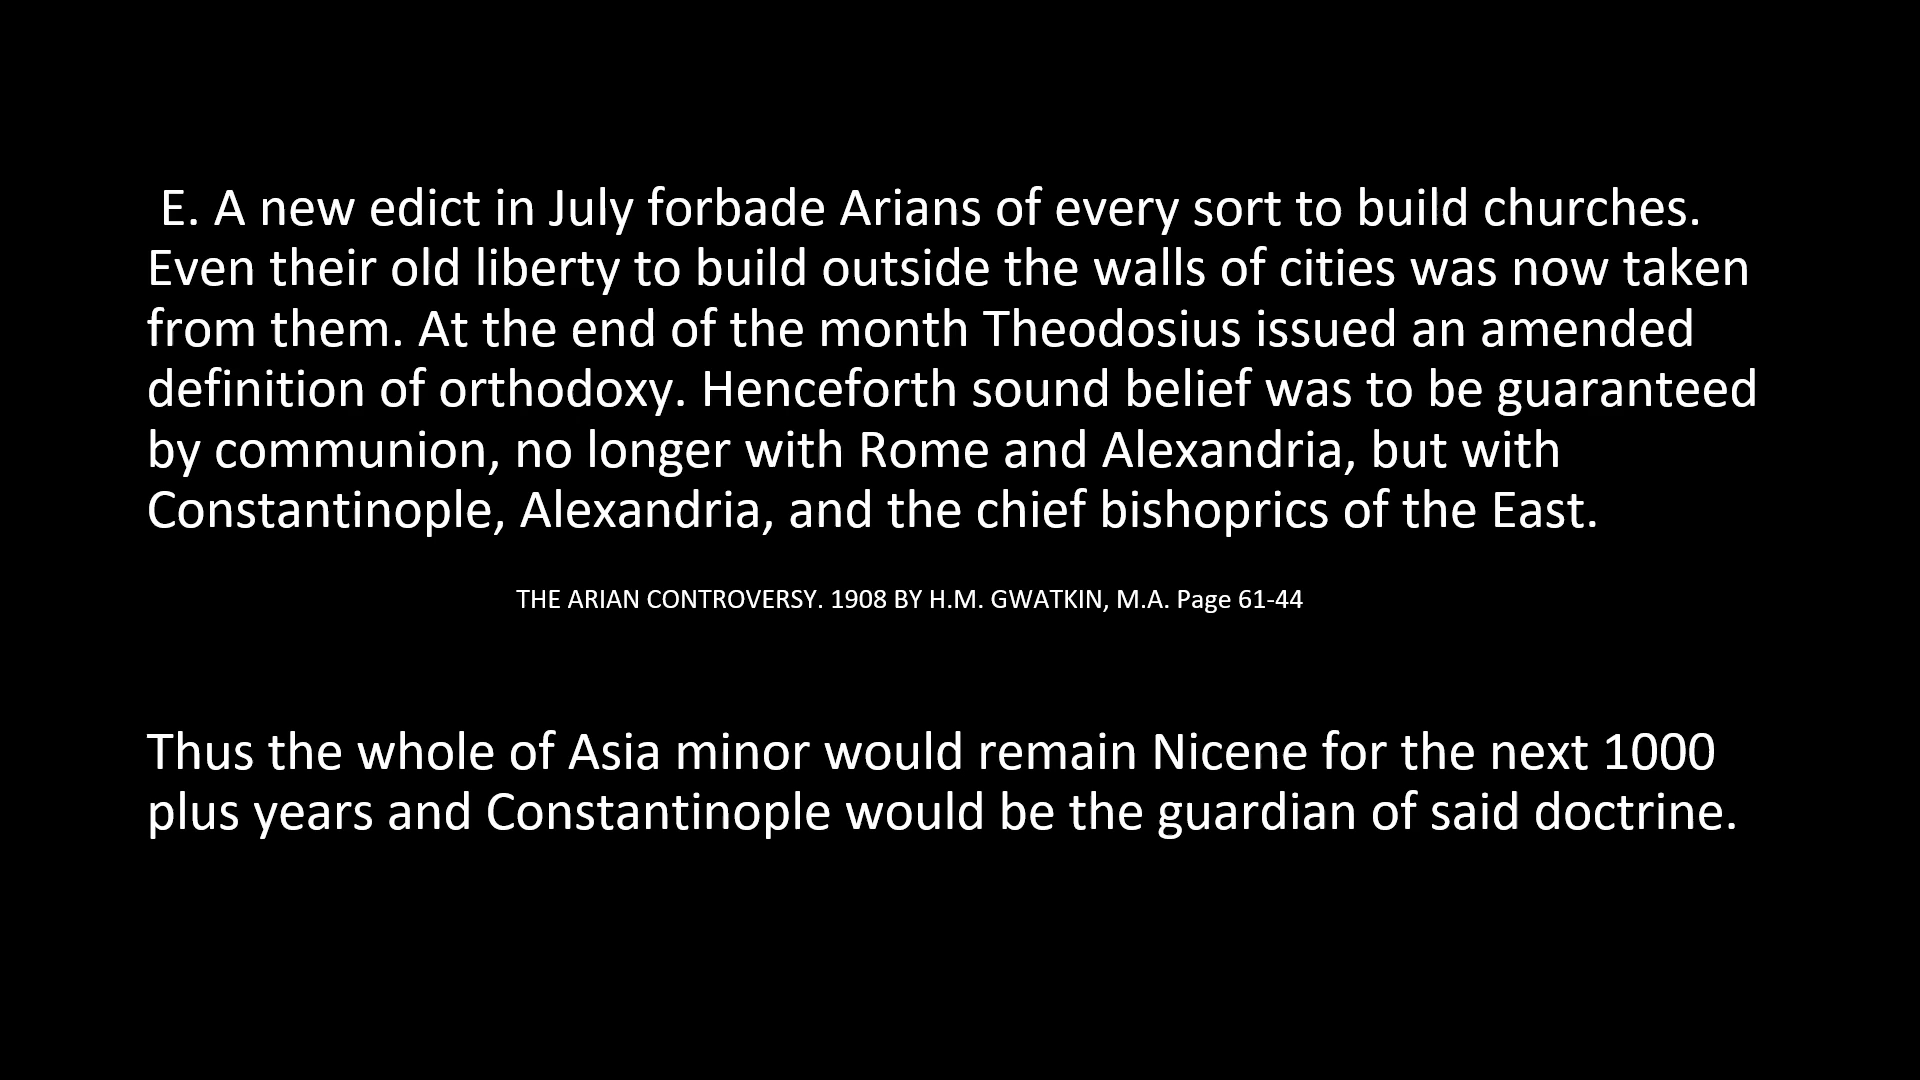 E. A new edict in July forbade Arians of every sort to build churches.
Even their old liberty to build outside the walls of cities was now taken
from them. At the end of the month Theodosius issued an amended
definition of orthodoxy. Henceforth sound belief was to be guaranteed
by communion, no longer with Rome and Alexandria, but with
Constantinople, Alexandria, and the chief bishoprics of the East.
THE ARIAN CONTROVERSY. 1908 BY H.M. GWATKIN, M.A. Page 61-44
Thus the whole of Asia minor would remain Nicene for the next 1000
plus years and Constantinople would be the guardian of said doctrine.